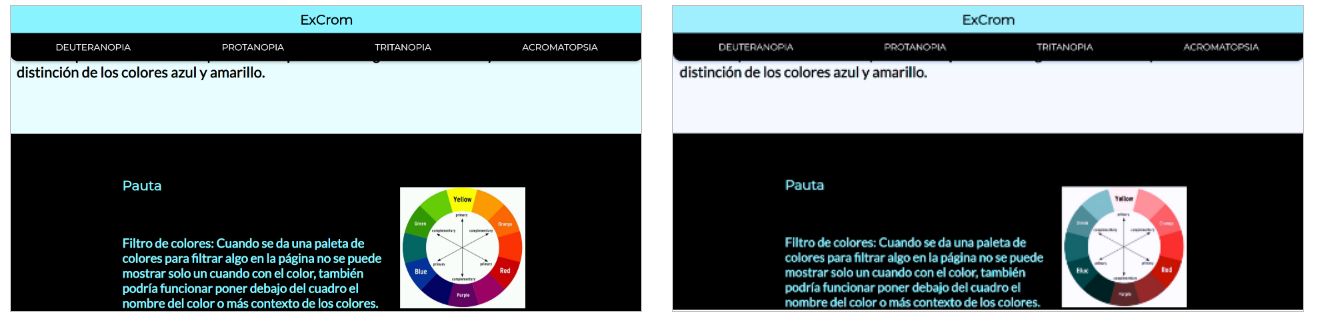 ExCrom
DEUTERANOPIA PROTANOPIA TRITANOPIA ACROMATOPSIA
distinción de los colores azul y amarillo.
Pauta
Filtro de colores: Cuando se da una paleta de
colores para filtrar algo en la página no se puede
mostrar solo un cuando con el color, también
podría funcionar poner debajo del cuadro el
nombre del color o más contexto de los colores.
Yellow
primary
Green
Orange
complementary complementary
primary primary
Blue
complementary
Red
Purple
ExCrom
DEUTERANOPIA PROTANOPIA TRITANOPIA ACROMATOPSIA
distinción de los colores azul y amarillo.
Pauta
Filtro de colores: Cuando se da una paleta de
colores para filtrar algo en la página no se puede
mostrar solo un cuando con el color, también
podría funcionar poner debajo del cuadro el
nombre del color o más contexto de los colores.
Yellow
primary
Green
Orange
complementary complementary
primary primary
Blue
complementary
Red
Purple